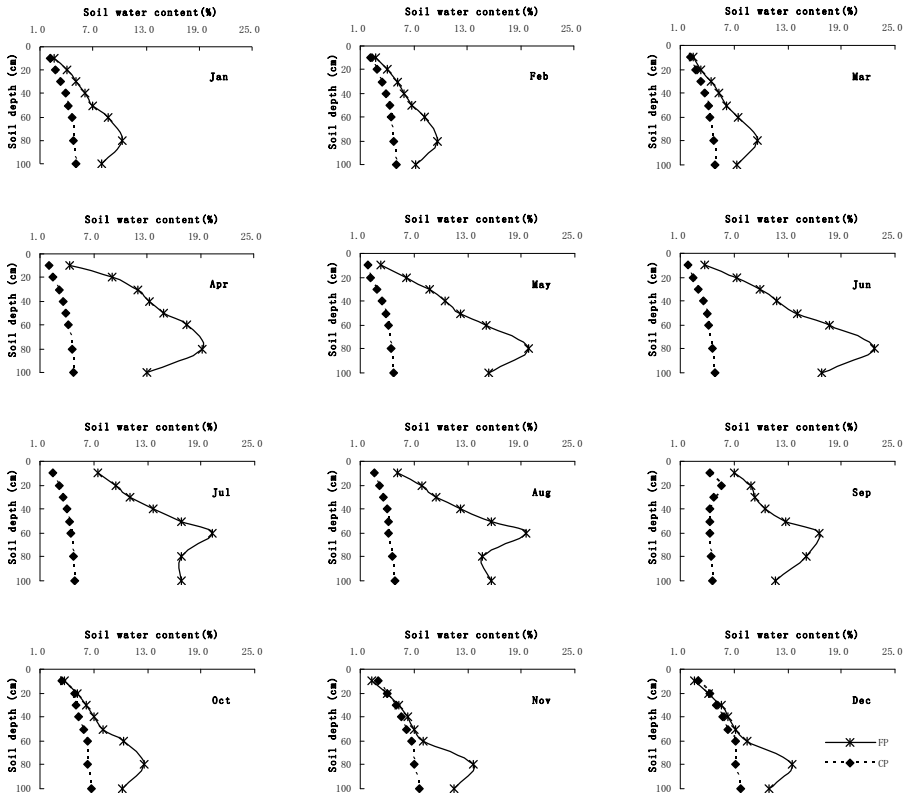 Soil water content(%) Soil water content(%) Soil water content(%)
1.0 7.0 13.0 19.0 25.0 1.0 7.0 13.0 19.0 25.0 1.0 7.0 13.0 19.0 25.0
Soil depth (cm) Soil depth (cm) Soil depth (cm)
0 0 0
20 20 20
40 40 40
60 60 60
80 80 80
100 100 100
Jan Feb Mar
Soil water content(%) Soil water content(%) Soil water content(%)
1.0 7.0 13.0 19.0 25.0 1.0 7.0 13.0 19.0 25.0 1.0 7.0 13.0 19.0 25.0
Soil depth (cm) Soil depth (cm) Soil depth (cm)
0 0 0
20 20 20
40 40 40
60 60 60
80 80 80
100 100 100
Apr May Jun
Soil water content(%) Soil water content(%) Soil water content(%)
1.0 7.0 13.0 19.0 25.0 1.0 7.0 13.0 19.0 25.0 1.0 7.0 13.0 19.0 25.0
Soil depth (cm) Soil depth (cm) Soil depth (cm)
0 0 0
20 20 20
40 40 40
60 60 60
80 80 80
100 100 100
Jul Aug Sep
Soil water content(%) Soil water content(%) Soil water content(%)
1.0 7.0 13.0 19.0 25.0 1.0 7.0 13.0 19.0 25.0 1.0 7.0 13.0 19.0 25.0
Soil depth (cm) Soil depth (cm) Soil depth (cm)
0 0 0
20 20 20
40 40 40
60 60 60
80 80 80
100 100 100
Oct Nov Dec
FP
CP